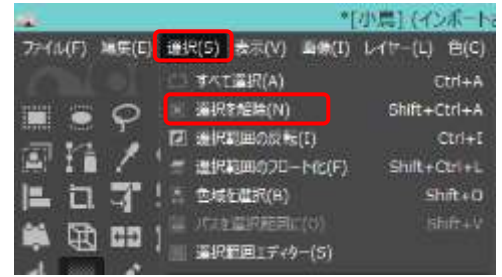 *[小農] (インポート
ファイル(F) 編集(E) 選択(S) 表示(V) 画像(I) レイヤー(L) 色(C)
すべて選択(A) Ctrl+A
選択を解除(N) Shift+Ctrl+A
選択範囲の反転(I) Ctrl+I
選択範囲のフロート化(F) Shift+Ctrl+L
色域を選択(B) Shift+O
パスを選択範囲に(O) Shift+V
選択範囲エディター(S)